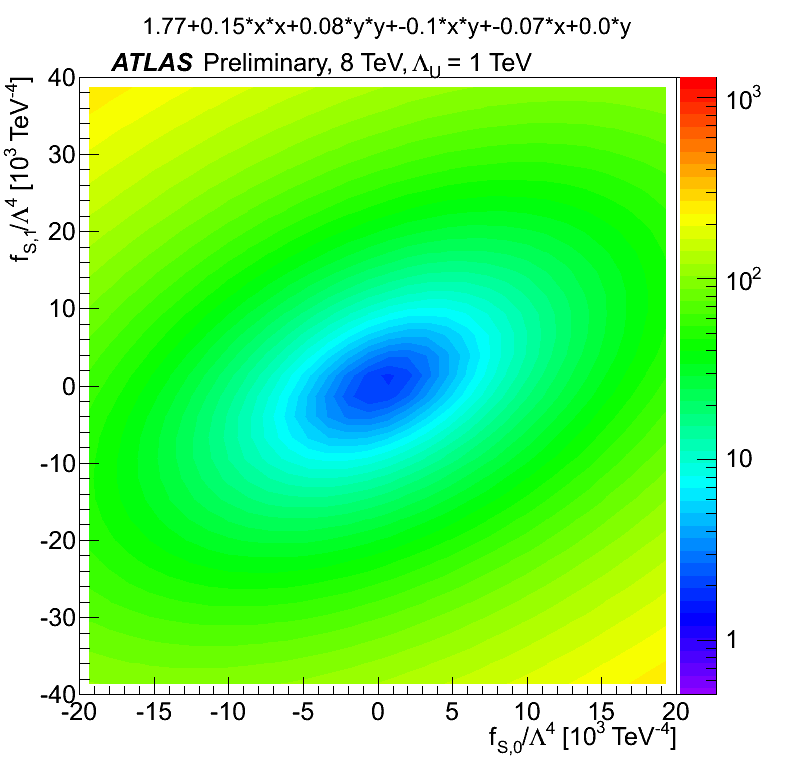 1.77+0.15*x*x+0.08*y*y+-0.1*x*y+-0.07*x+0.0*y
ATLAS Preliminary, 8 TeV, Λ_U = 1 TeV
f_S,1/Λ^4 [10^3 TeV^-4]
40
30
20
10
0
-10
-20
-30
-40
-20 -15 -10 -5 0 5 10 15 20
f_S,0/Λ^4 [10^3 TeV^-4]
10^3
10^2
10
1